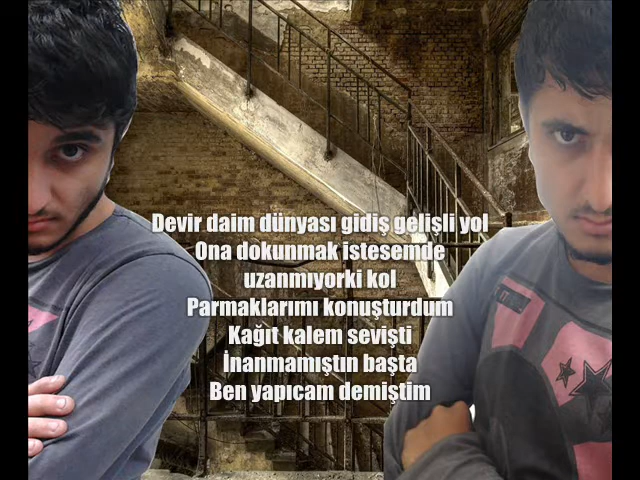 Devir daim dünyası gidiş gelişli yol
Ona dokunmak istesemde
uzanmıyorki kol
Parmaklarımı konuşturdum
Kağıt kalem sevişti
İnanmamıştın başta
Ben yapıcam demiştim